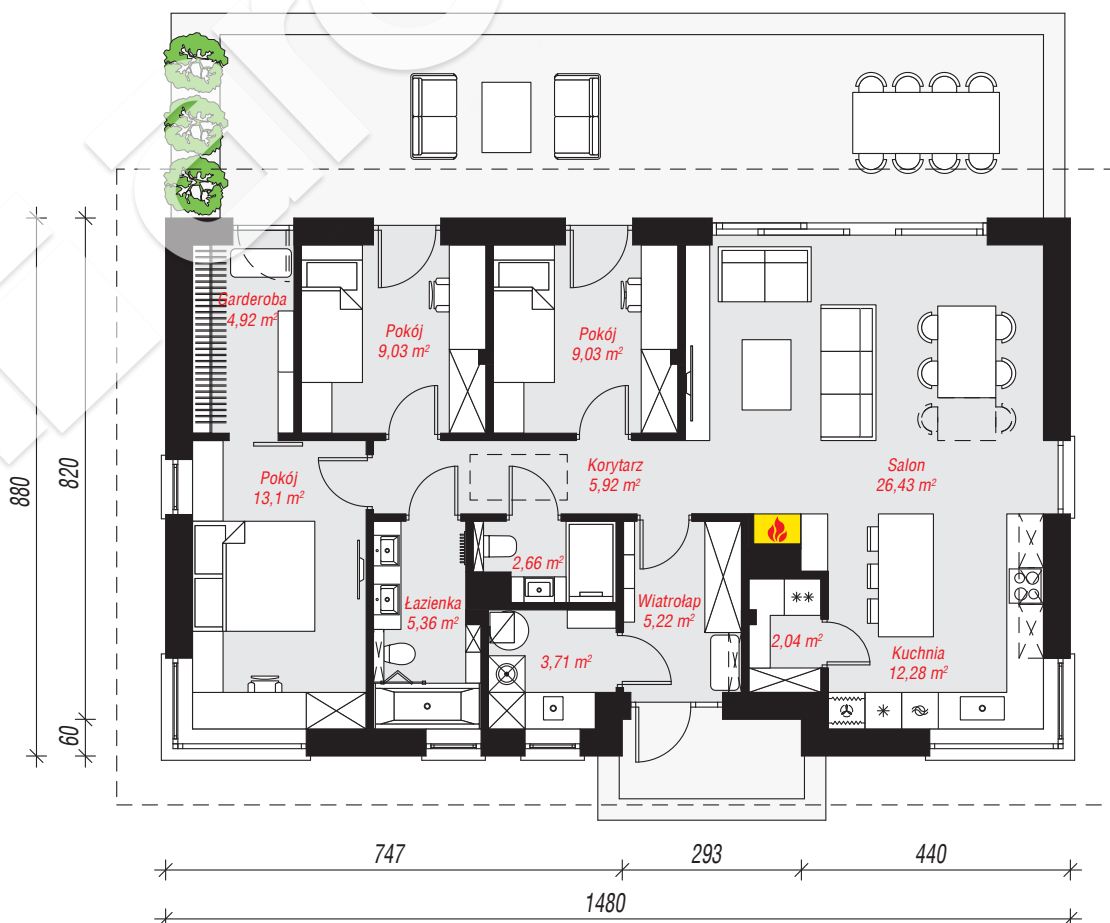 Garderoba
4,92 m²
Pokój
9,03 m²
Pokój
9,03 m²
Pokój
13,1 m²
Korytarz
5,92 m²
Salon
26,43 m²
2,66 m²
Łazienka
5,36 m²
Wiatrołap
5,22 m²
3,71 m²
2,04 m²
Kuchnia
12,28 m²
880
820
60
747
293
440
1480